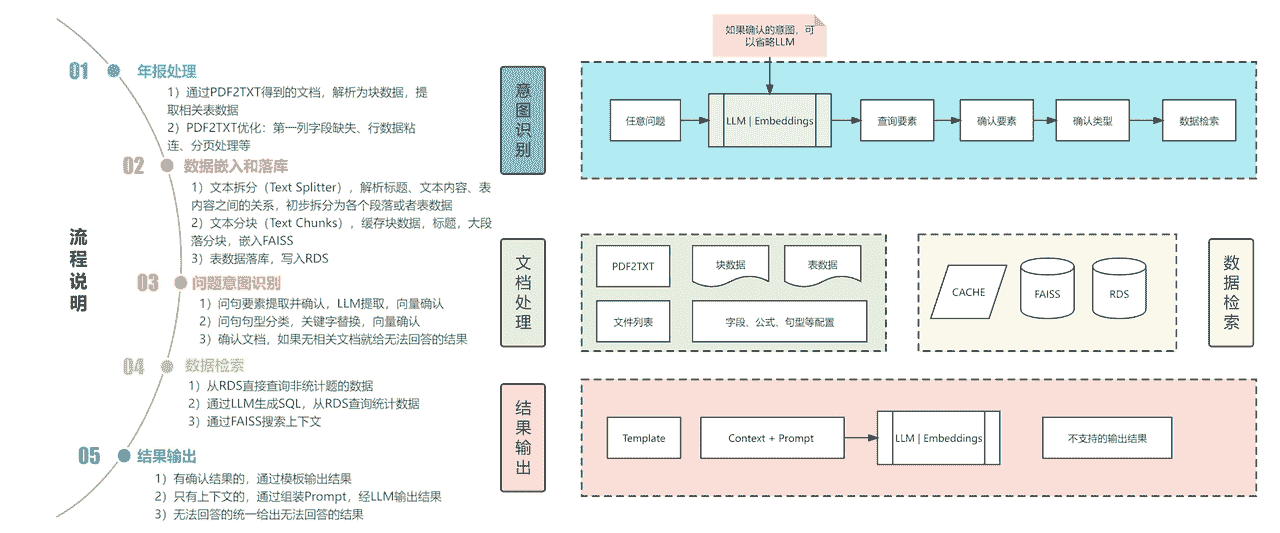 流程说明
01 年报处理
1）通过PDF2TXT得到的文档，解析为块数据，提
取相关表数据
2）PDF2TXT优化：第一列字段缺失、行数据粘
连、分页处理等
02 数据嵌入和落库
1）文本拆分（Text Splitter），解析标题、文本内容、表
内容之间的关系，初步拆分为各个段落或者表数据
2）文本分块（Text Chunks），缓存块数据，标题，大段
落分块，嵌入FAISS
3）表数据落库，写入RDS
03 问题意图识别
1）问句要素提取并确认，LLM提取，向量确认
2）问句句型分类，关键字替换，向量确认
3）确认文档，如果无相关文档就给无法回答的结果
04 数据检索
1）从RDS直接查询非统计题的数据
2）通过LLM生成SQL，从RDS查询统计数据
3）通过FAISS搜索上下文
05 结果输出
1）有确认结果的，通过模板输出结果
2）只有上下文的，通过组装Prompt，经LLM输出结果
3）无法回答的统一给出无法回答的结果
如果确认的意图，可
以省略LLM
意图识别
任意问题
LLM | Embeddings
查询要素
确认要素
确认类型
数据检索
文档处理
PDF2TXT
块数据
表数据
文件列表
字段、公式、句型等配置
CACHE
FAISS
RDS
数据检索
结果输出
Template
Context + Prompt
LLM | Embeddings
不支持的输出结果